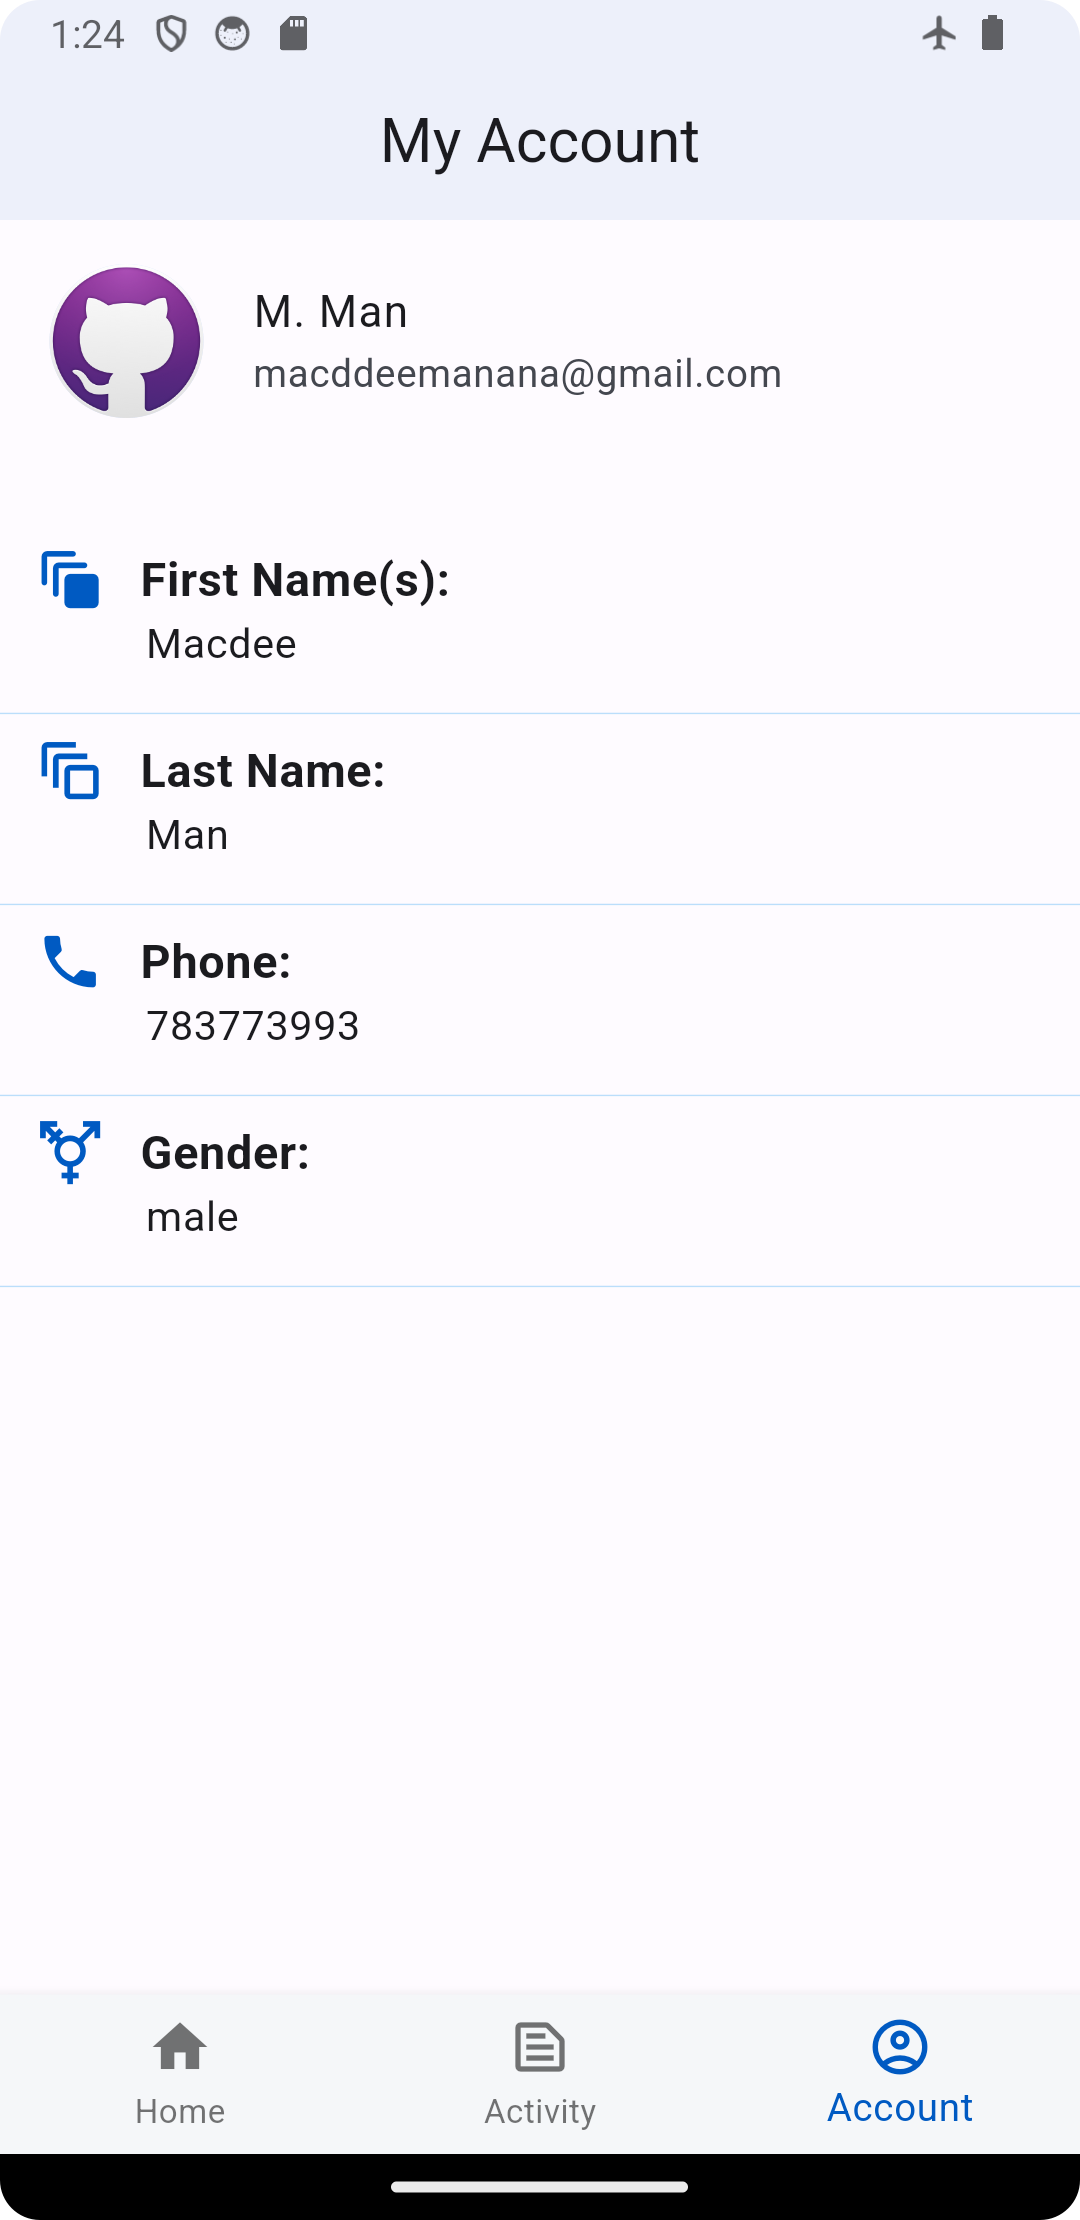 1:24
My Account
M. Man
macddeemanana@gmail.com
First Name(s):
Macdee
Last Name:
Man
Phone:
783773993
Gender:
male
Home
Activity
Account